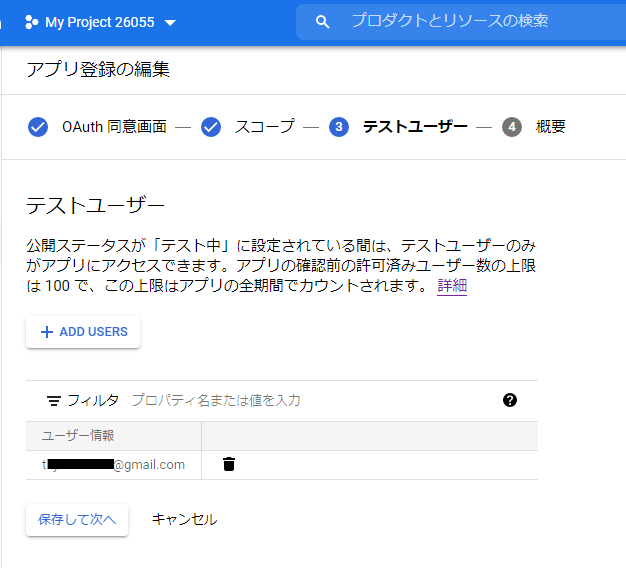 My Project 26055
プロダクトとリソースの検索
アプリ登録の編集
OAuth 同意画面 — スコープ — 3 テストユーザー — 4 概要
テストユーザー
公開ステータスが「テスト中」に設定されている間は、テストユーザーのみ
がアプリにアクセスできます。アプリの確認前の許可済みユーザー数の上限
は 100 で、この上限はアプリの全期間でカウントされます。 詳細
+ ADD USERS
フィルタ プロパティ名または値を入力
ユーザー情報
@gmail.com
保存して次へ キャンセル